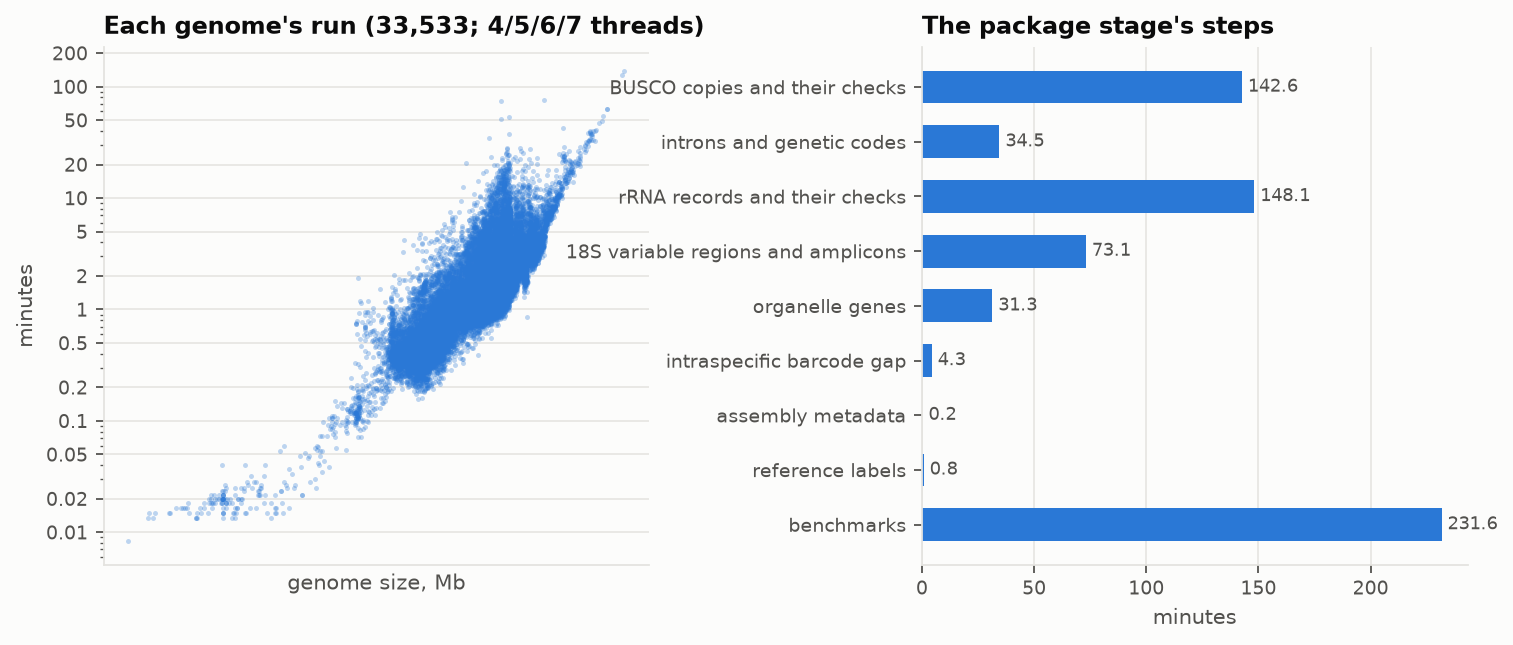 Each genome's run (33,533; 4/5/6/7 threads)
minutes
200
100
50
20
10
5
2
1
0.5
0.2
0.1
0.05
0.02
0.01
genome size, Mb
The package stage's steps
BUSCO copies and their checks 142.6
introns and genetic codes 34.5
rRNA records and their checks 148.1
18S variable regions and amplicons 73.1
organelle genes 31.3
intraspecific barcode gap 4.3
assembly metadata 0.2
reference labels 0.8
benchmarks 231.6
0 50 100 150 200
minutes